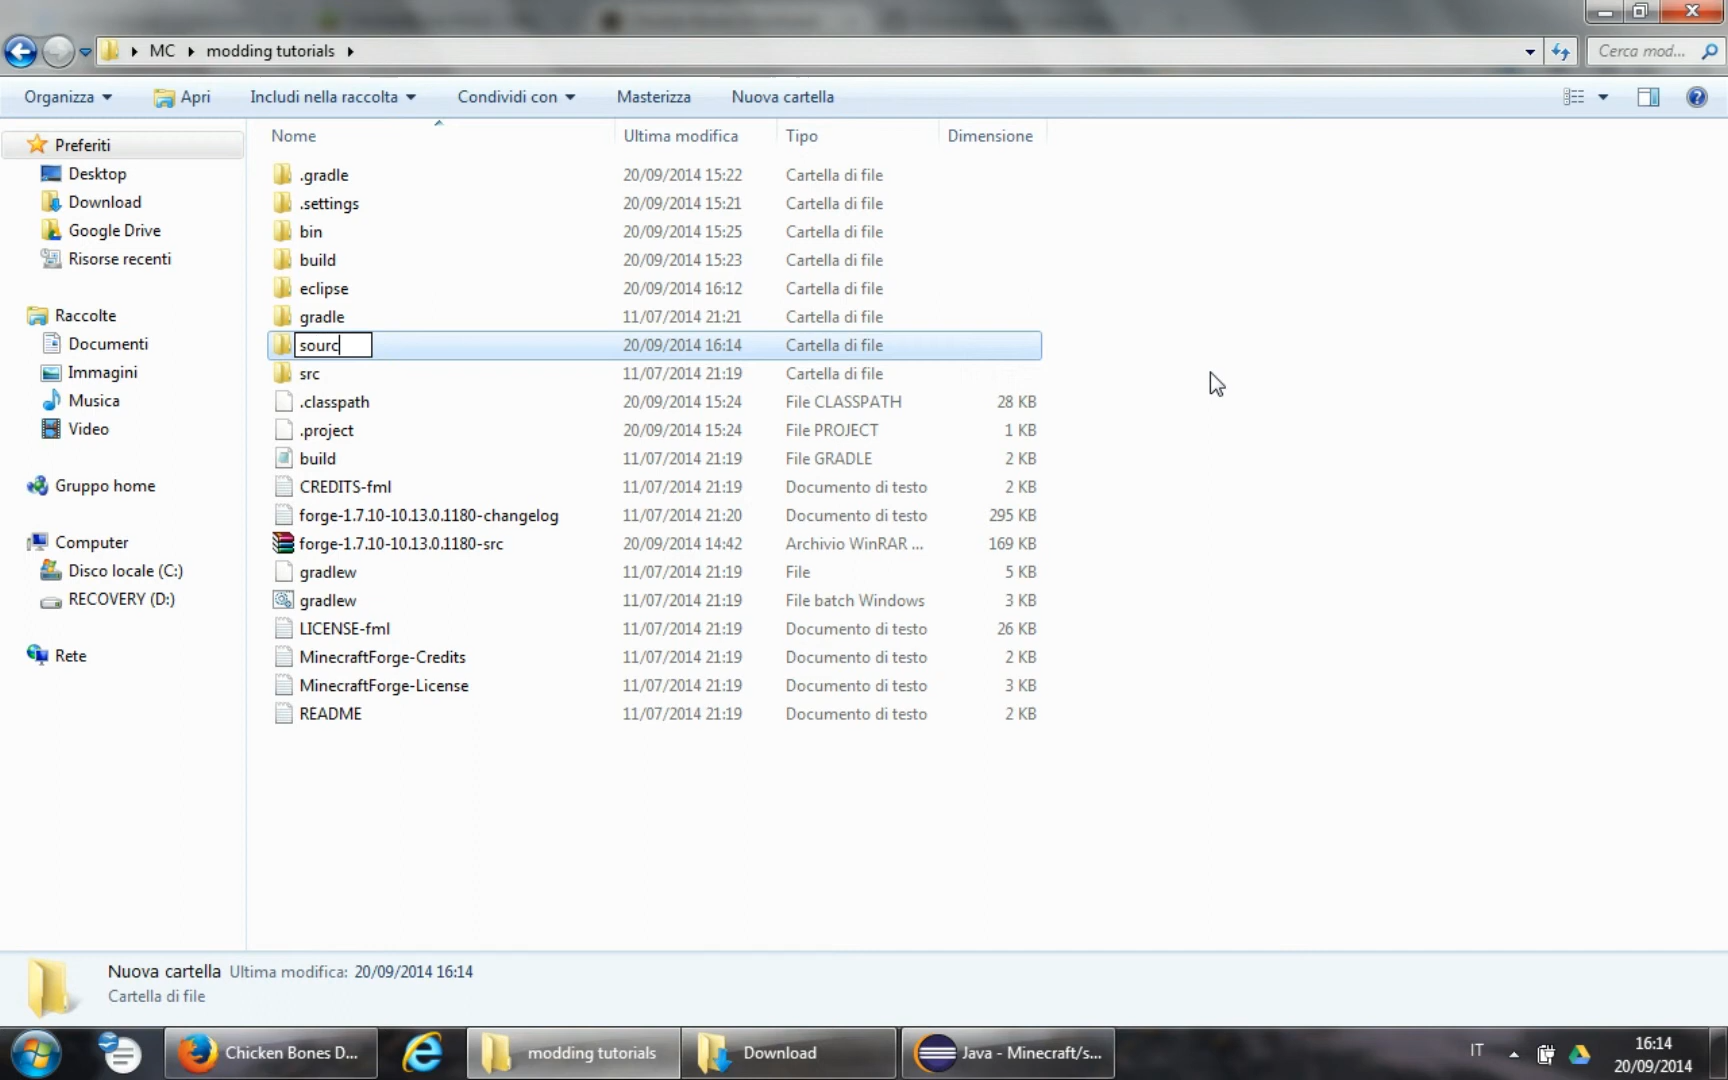 MC modding tutorials
Cerca mod...
Organizza Apri Includi nella raccolta Condividi con Masterizza Nuova cartella
Nome Ultima modifica Tipo Dimensione
Preferiti
Desktop
Download
Google Drive
Risorse recenti
Raccolte
Documenti
Immagini
Musica
Video
Gruppo home
Computer
Disco locale (C:)
RECOVERY (D:)
Rete
.gradle 20/09/2014 15:22 Cartella di file
.settings 20/09/2014 15:21 Cartella di file
bin 20/09/2014 15:25 Cartella di file
build 20/09/2014 15:23 Cartella di file
eclipse 20/09/2014 16:12 Cartella di file
gradle 11/07/2014 21:21 Cartella di file
sourc 20/09/2014 16:14 Cartella di file
src 11/07/2014 21:19 Cartella di file
.classpath 20/09/2014 15:24 File CLASSPATH 28 KB
.project 20/09/2014 15:24 File PROJECT 1 KB
build 11/07/2014 21:19 File GRADLE 2 KB
CREDITS-fml 11/07/2014 21:19 Documento di testo 2 KB
forge-1.7.10-10.13.0.1180-changelog 11/07/2014 21:20 Documento di testo 295 KB
forge-1.7.10-10.13.0.1180-src 20/09/2014 14:42 Archivio WinRAR ... 169 KB
gradlew 11/07/2014 21:19 File 5 KB
gradlew 11/07/2014 21:19 File batch Windows 3 KB
LICENSE-fml 11/07/2014 21:19 Documento di testo 26 KB
MinecraftForge-Credits 11/07/2014 21:19 Documento di testo 2 KB
MinecraftForge-License 11/07/2014 21:19 Documento di testo 3 KB
README 11/07/2014 21:19 Documento di testo 2 KB
Nuova cartella Ultima modifica: 20/09/2014 16:14
Cartella di file
Chicken Bones D... modding tutorials Download Java - Minecraft/s... IT 16:14
20/09/2014